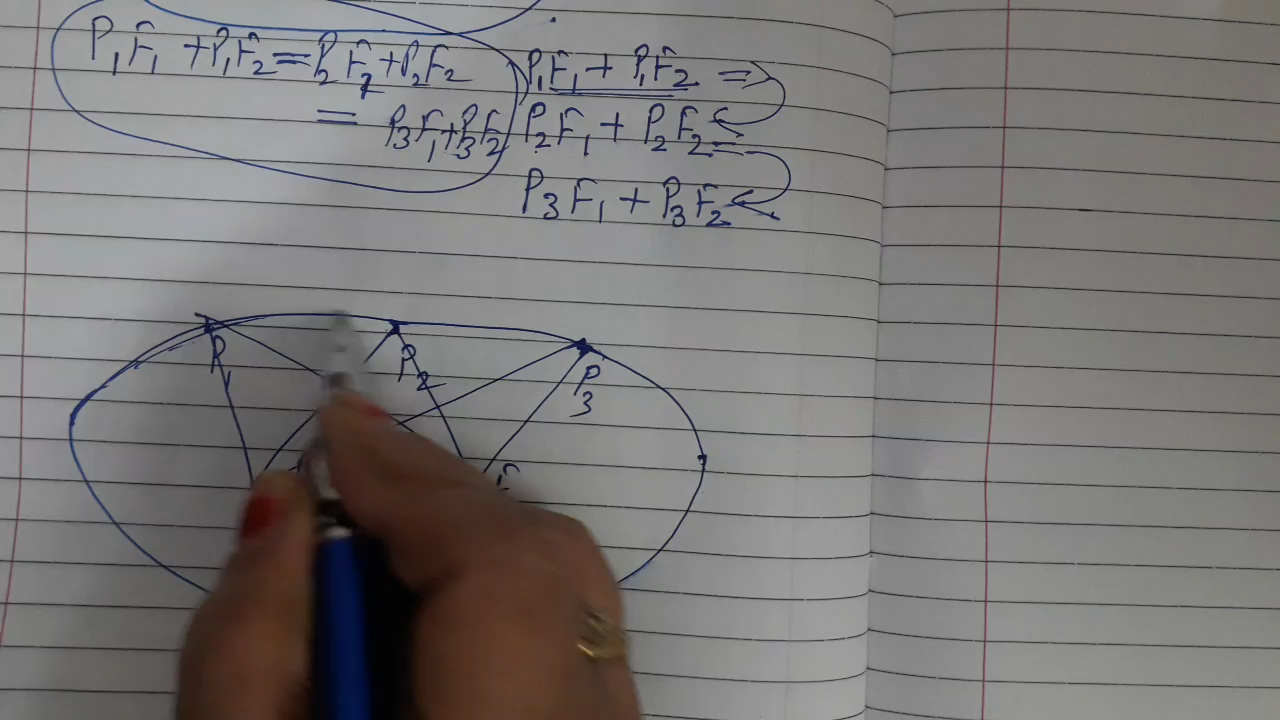 P₁F₁ + P₁F₂ = P₂F₂ + P₂F₂
= P₃F₁ + P₃F₂
P₁F₁ + P₁F₂ =
P₂F₁ + P₂F₂ =
P₃F₁ + P₃F₂
P₁
P₂
P₃